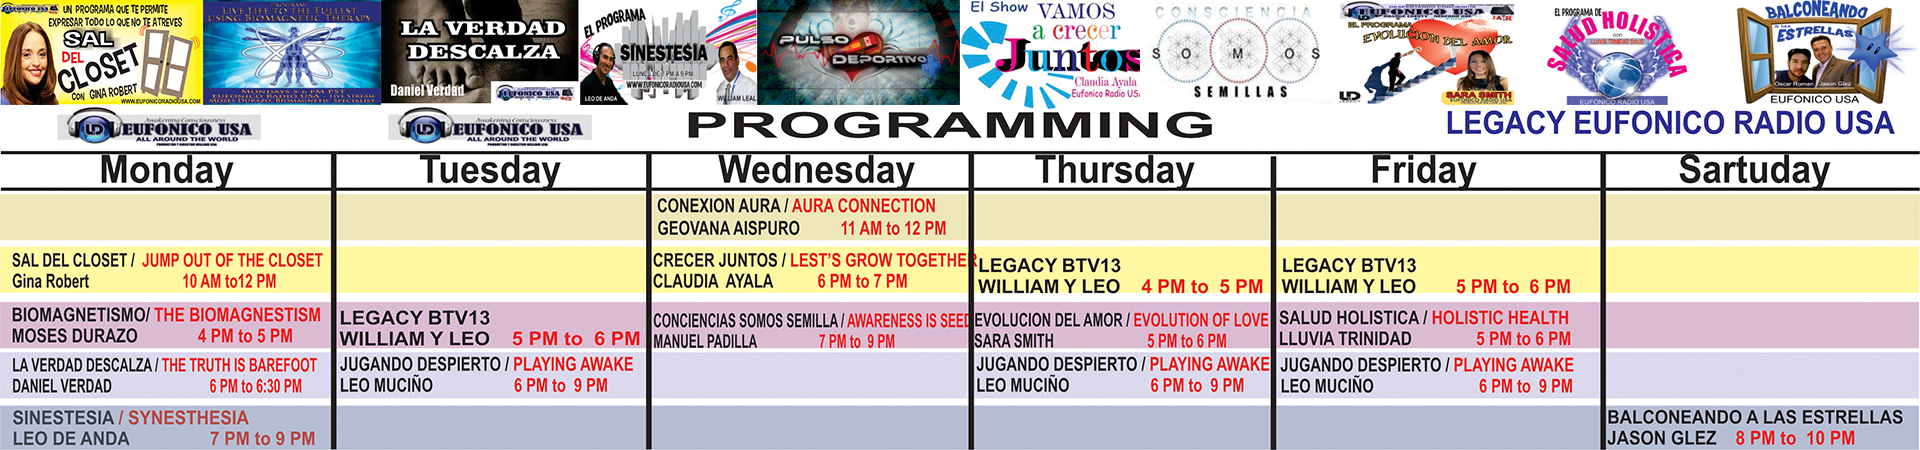 UN PROGRAMA QUE TE PERMITE
EXPRESAR TODO LO QUE NO TE ATREVES
SAL
DEL
CLOSET
CON GINA ROBERT
WWW.EUFONICORADIOUSA.COM
PROGRAM:
LIVE LIFE TO THE FULLEST
USING BIOMAGNETIC THERAPY
MONDAYS 5 6 PM PST
EUFONICO RADIO USA - LIVE STREAM
MOSES DURAZO, BIOMAGNETIC SPECIALIST
LA VERDAD
DESCALZA
Daniel Verdad
EUFONICO USA
EL PROGRAMA
SINESTESIA
LUNES DE 7 PM A 9 PM
WWW.EUFONICORADIOUSA.COM
LEO DE ANDA
WILLIAM LEAL
PULSO
DEPORTIVO
El Show VAMOS
a crecer
Juntos
Claudia Ayala
Eufonico Radio USA
CONSCIENCIA
SOMOS
SEMILLAS
EL PROGRAMA
EVOLUCION DEL AMOR
SARA SMITH
EUFONICO RADIO USA
EL PROGRAMA DE
SALUD HOLISTICA
CON
LLUVIA TRINIDAD SOLIS
EUFONICO RADIO USA
BALCONEANDO
a las
ESTRELLAS
Oscar Roman Jason Glez
EUFONICO USA
Awakening Consciousness
UD EUFONICO USA
ALL AROUND THE WORLD
PRODUCTOR Y DIRECTOR WILLIAM USA
Awakening Consciousness
UD EUFONICO USA
ALL AROUND THE WORLD
PRODUCTOR Y DIRECTOR WILLIAM USA
PROGRAMMING
LEGACY EUFONICO RADIO USA
Monday Tuesday Wednesday Thursday Friday Sartuday
CONEXION AURA / AURA CONNECTION
GEOVANA AISPURO 11 AM to 12 PM
SAL DEL CLOSET / JUMP OUT OF THE CLOSET
Gina Robert 10 AM to12 PM
CRECER JUNTOS / LEST'S GROW TOGETHER
CLAUDIA AYALA 6 PM to 7 PM
LEGACY BTV13
WILLIAM Y LEO 4 PM to 5 PM
LEGACY BTV13
WILLIAM Y LEO 5 PM to 6 PM
BIOMAGNETISMO/ THE BIOMAGNESTISM
MOSES DURAZO 4 PM to 5 PM
LEGACY BTV13
WILLIAM Y LEO 5 PM to 6 PM
CONCIENCIAS SOMOS SEMILLA / AWARENESS IS SEED
MANUEL PADILLA 7 PM to 9 PM
EVOLUCION DEL AMOR / EVOLUTION OF LOVE
SARA SMITH 5 PM to 6 PM
SALUD HOLISTICA / HOLISTIC HEALTH
LLUVIA TRINIDAD 5 PM to 6 PM
LA VERDAD DESCALZA / THE TRUTH IS BAREFOOT
DANIEL VERDAD 6 PM to 6:30 PM
JUGANDO DESPIERTO / PLAYING AWAKE
LEO MUCIÑO 6 PM to 9 PM
JUGANDO DESPIERTO / PLAYING AWAKE
LEO MUCIÑO 6 PM to 9 PM
JUGANDO DESPIERTO / PLAYING AWAKE
LEO MUCIÑO 6 PM to 9 PM
SINESTESIA / SYNESTHESIA
LEO DE ANDA 7 PM to 9 PM
BALCONEANDO A LAS ESTRELLAS
JASON GLEZ 8 PM to 10 PM